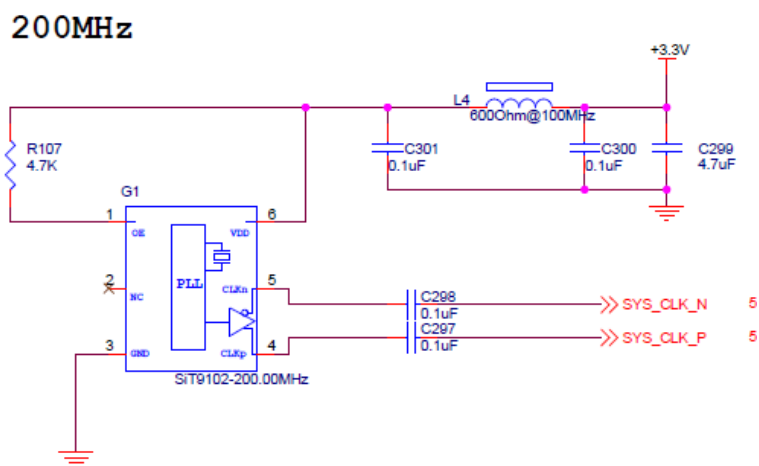 200MHz
+3.3V
L4
600Ohm@100MHz
R107
4.7K
C301
0.1uF
C300
0.1uF
C299
4.7uF
G1
1
OE
6
VDD
2
NC
PLL
5
CLKn
C298
0.1uF
SYS_CLK_N
5
3
GND
4
CLKp
C297
0.1uF
SYS_CLK_P
5
SiT9102-200.00MHz